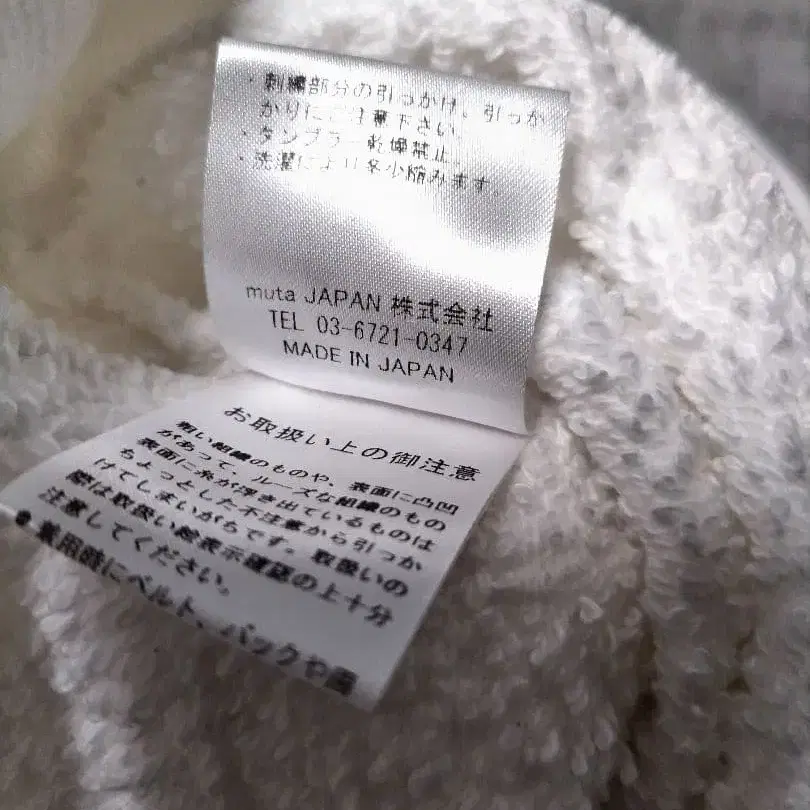 ・刺繍部分の引っかけ、引っか
かりにご注意下さい。
・タンブラー乾燥禁止。
・洗濯により多少縮みます。
muta JAPAN 株式会社
TEL 03-6721-0347
MADE IN JAPAN
お取扱い上の御注意
粗い組織のものや、表面に凸凹
があって、ルーズな組織のもの
表面に糸が浮き出ているものは
ちょっとした不注意から引っか
けてしまいがちです。取扱いの
際は取扱い絵表示確認の上十分
注意してください。
●着用時にベルト、バックや